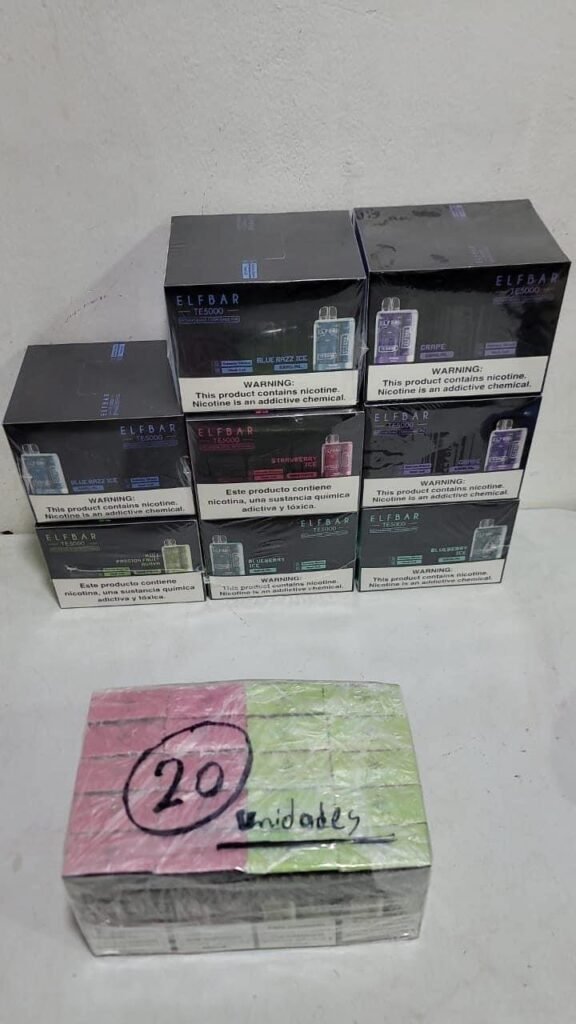 ELFBAR
TE5000
BLUE RAZZ ICE
WARNING:
This product contains nicotine.
Nicotine is an addictive chemical.
ELFBAR
TE5000
GRAPE
WARNING:
This product contains nicotine.
Nicotine is an addictive chemical.
ELFBAR
TE5000
BLUE RAZZ ICE
WARNING:
This product contains nicotine.
Nicotine is an addictive chemical.
ELFBAR
TE5000
STRAWBERRY
ICE
Este producto contiene
nicotina, una sustancia química
adictiva y tóxica.
ELFBAR
TE5000
GRAPE
WARNING:
This product contains nicotine.
Nicotine is an addictive chemical.
ELFBAR
TE5000
KIWI
PASSION FRUIT
GUAVA
Este producto contiene
nicotina, una sustancia química
adictiva y tóxica.
ELFBAR
TE5000
BLUEBERRY
ICE
WARNING:
This product contains nicotine.
Nicotine is an addictive chemical.
ELFBAR
TE5000
BLUEBERRY
ICE
WARNING:
This product contains nicotine.
Nicotine is an addictive chemical.
20
unidades